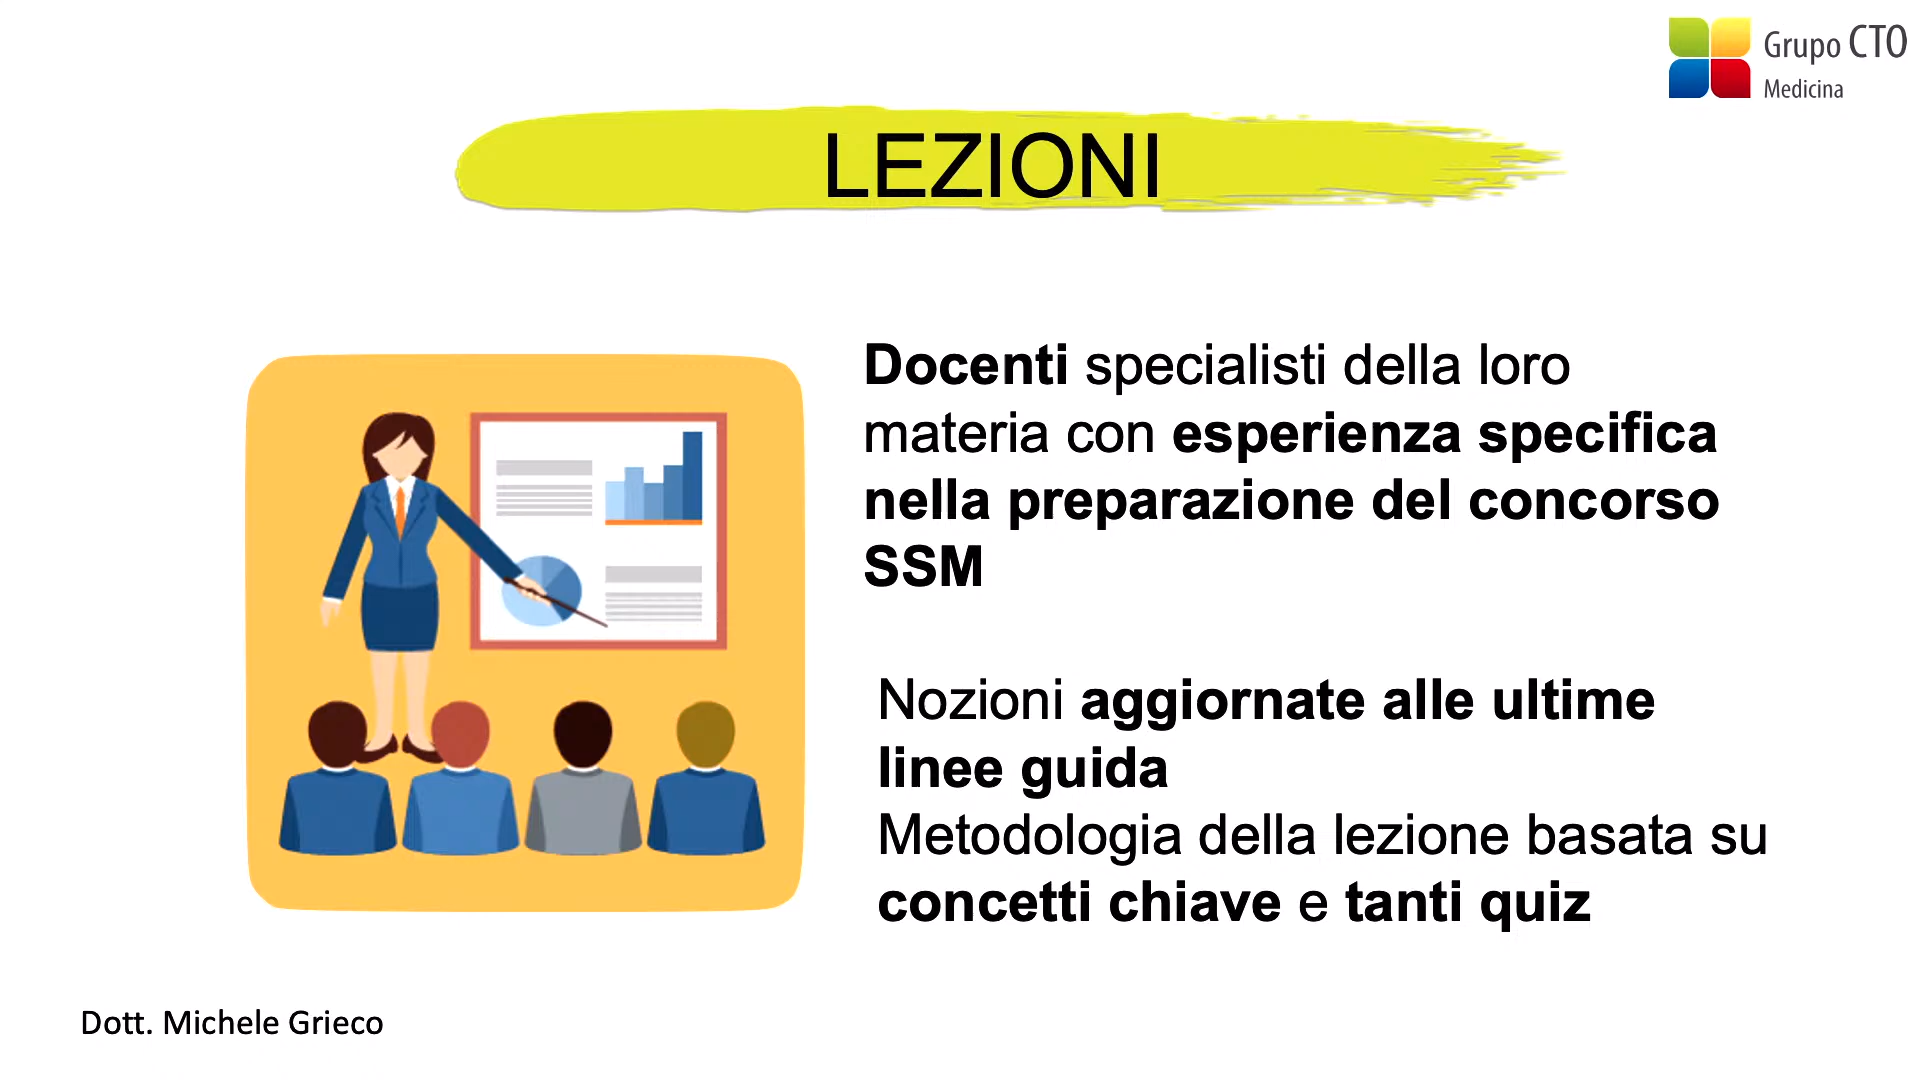 Grupo CTO
Medicina
LEZIONI
Docenti specialisti della loro
materia con esperienza specifica
nella preparazione del concorso
SSM
Nozioni aggiornate alle ultime
linee guida
Metodologia della lezione basata su
concetti chiave e tanti quiz
Dott. Michele Grieco